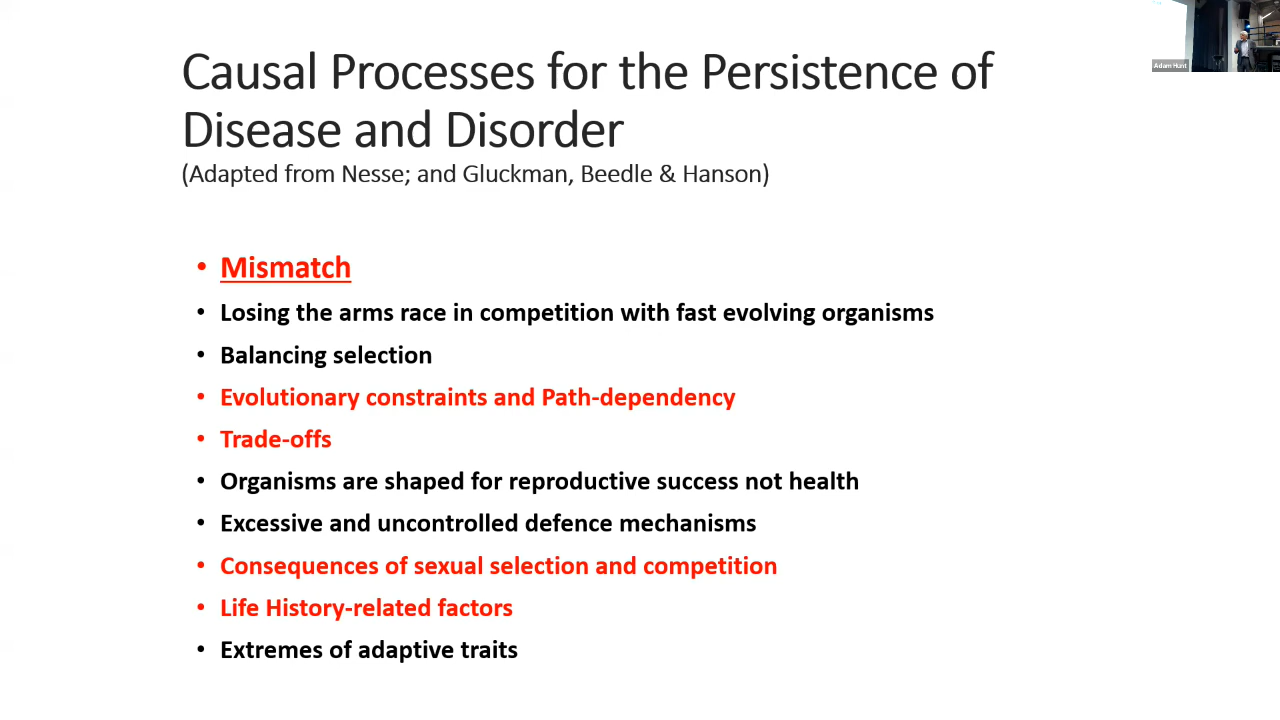 Adam Hunt
Causal Processes for the Persistence of
Disease and Disorder
(Adapted from Nesse; and Gluckman, Beedle & Hanson)
• Mismatch
• Losing the arms race in competition with fast evolving organisms
• Balancing selection
• Evolutionary constraints and Path-dependency
• Trade-offs
• Organisms are shaped for reproductive success not health
• Excessive and uncontrolled defence mechanisms
• Consequences of sexual selection and competition
• Life History-related factors
• Extremes of adaptive traits